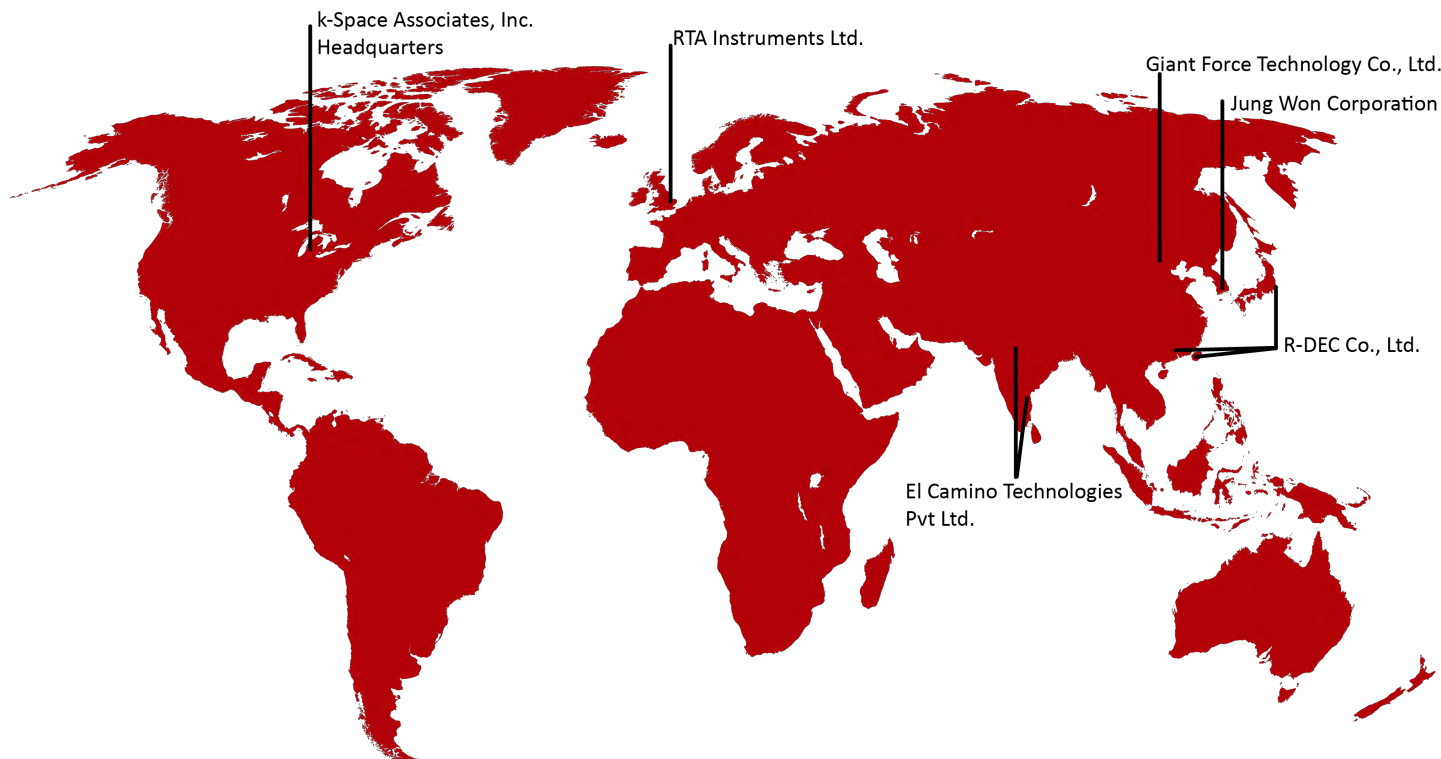 k-Space Associates, Inc.
Headquarters
RTA Instruments Ltd.
Giant Force Technology Co., Ltd.
Jung Won Corporation
R-DEC Co., Ltd.
El Camino Technologies
Pvt Ltd.